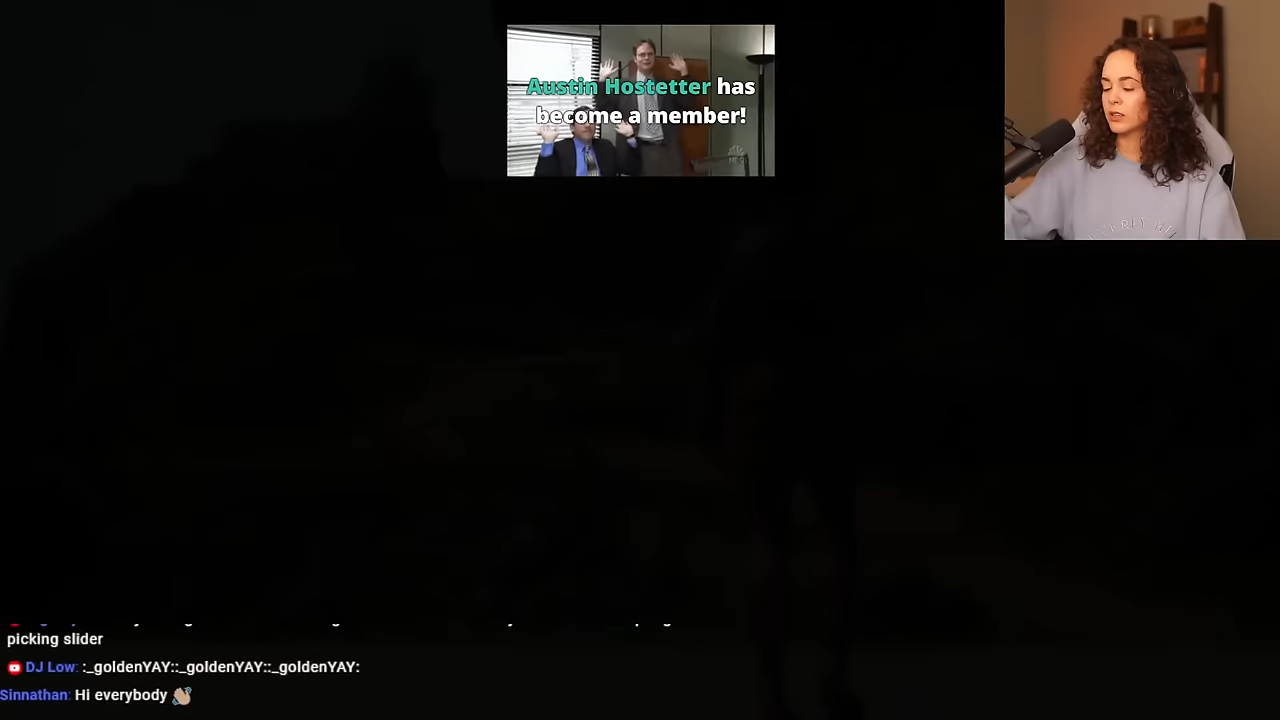 Austin Hostetter has
become a member!
picking slider
DJ Low: :_goldenYAY::_goldenYAY::_goldenYAY:
Sinnathan: Hi everybody 👋🏼